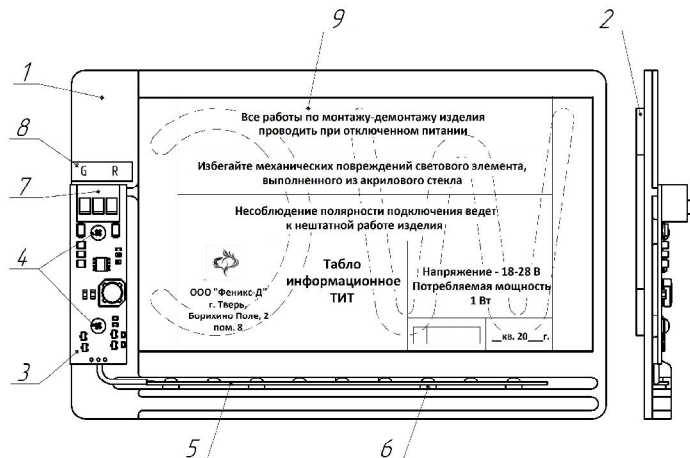 9
2
1
8
G R
7
4
3
5
6
Все работы по монтажу-демонтажу изделия
проводить при отключенном питании
Избегайте механических повреждений светового элемента,
выполненного из акрилового стекла
Несоблюдение полярности подключения ведет
к нештатной работе изделия
ООО "Феникс-Д"
г. Тверь,
Борихино Поле, 2
пом. 8
Табло
информационное
ТИТ
Напряжение - 18-28 В
Потребляемая мощность
1 Вт
__кв. 20___г.